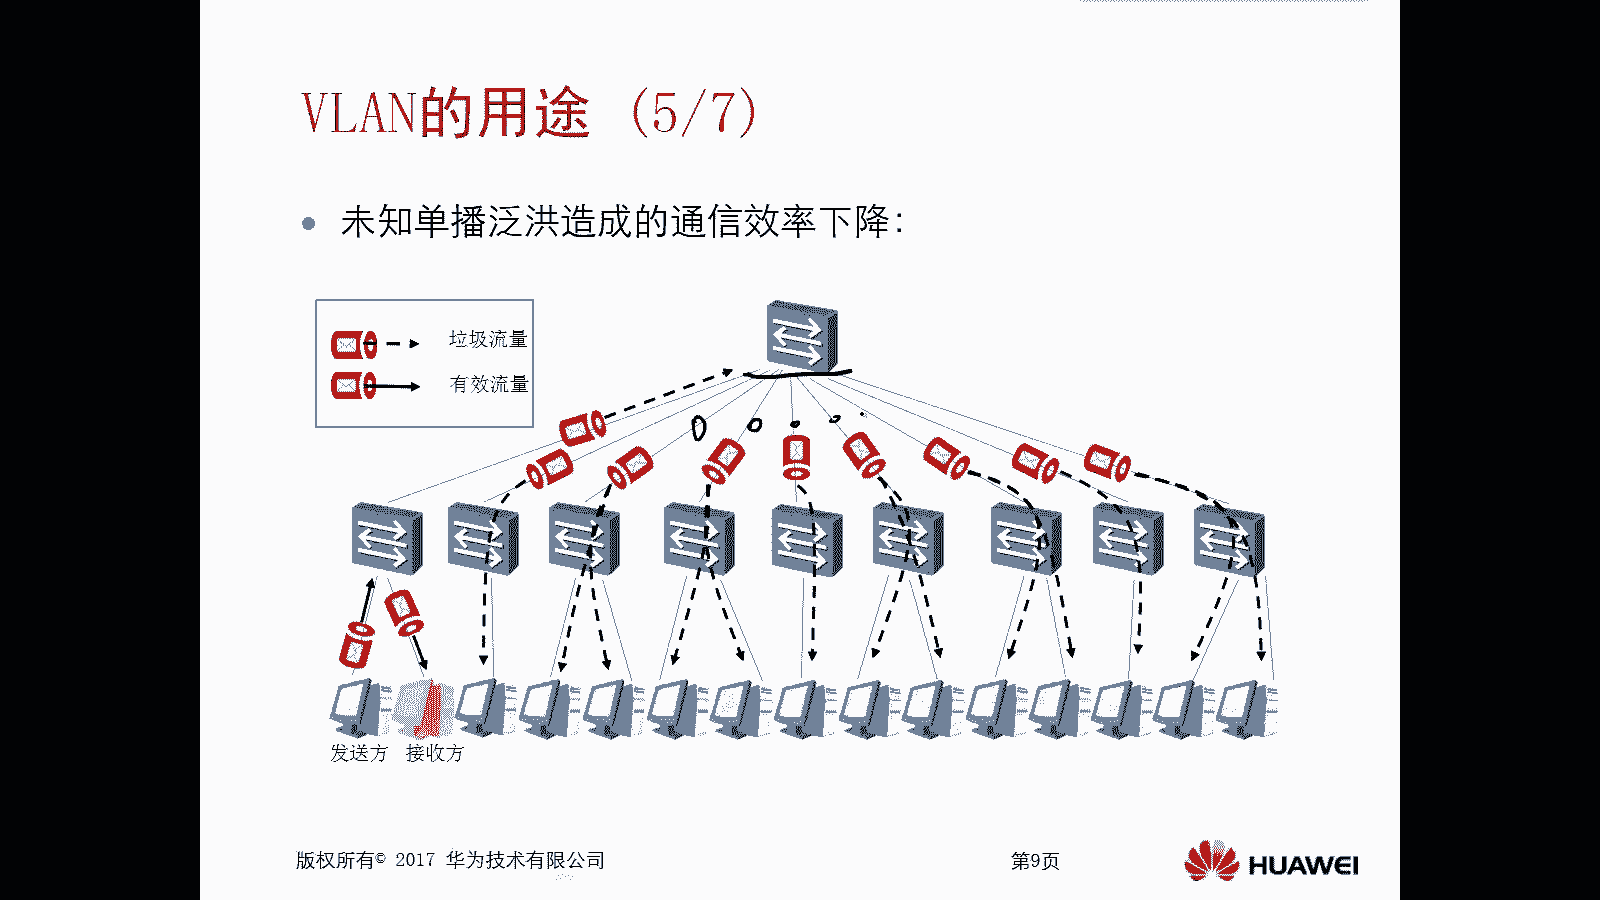 VLAN的用途 (5/7)
未知单播泛洪造成的通信效率下降:
垃圾流量
有效流量
发送方 接收方
版权所有© 2017 华为技术有限公司
第9页
HUAWEI